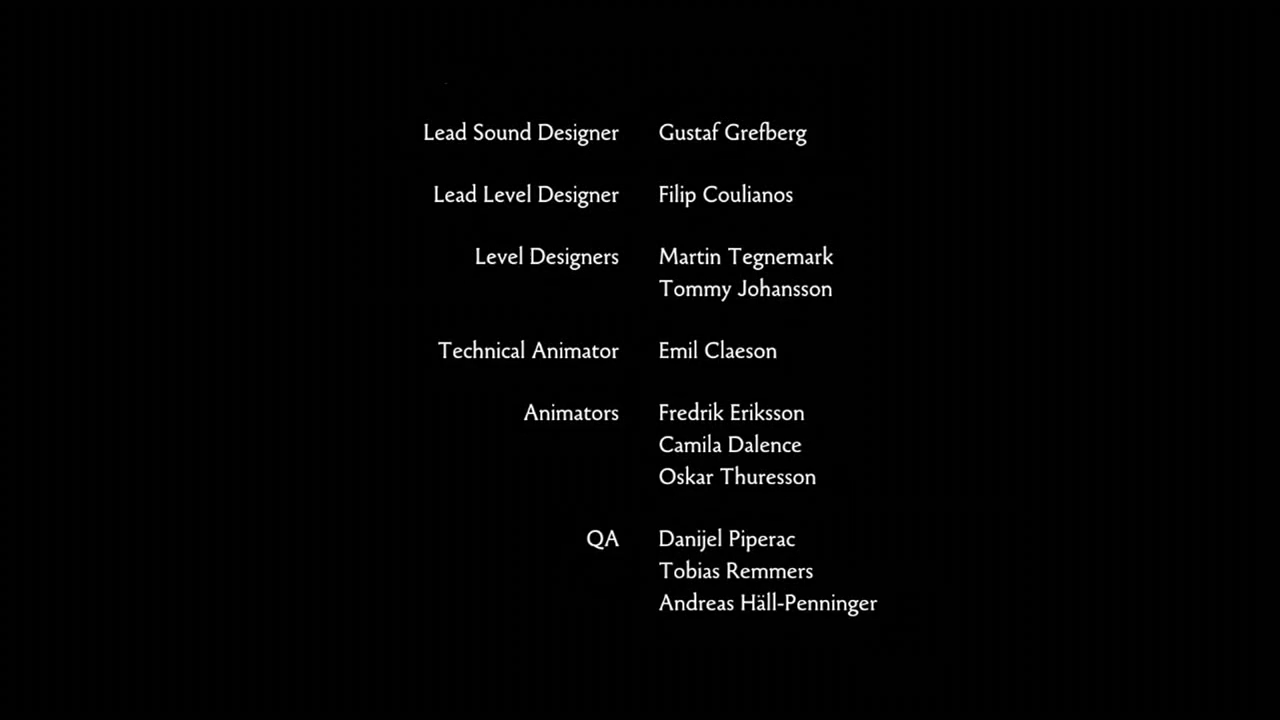 Lead Sound Designer Gustaf Grefberg
Lead Level Designer Filip Coulianos
Level Designers Martin Tegnemark
Tommy Johansson
Technical Animator Emil Claeson
Animators Fredrik Eriksson
Camila Dalence
Oskar Thuresson
QA Danijel Piperac
Tobias Remmers
Andreas Häll-Penninger